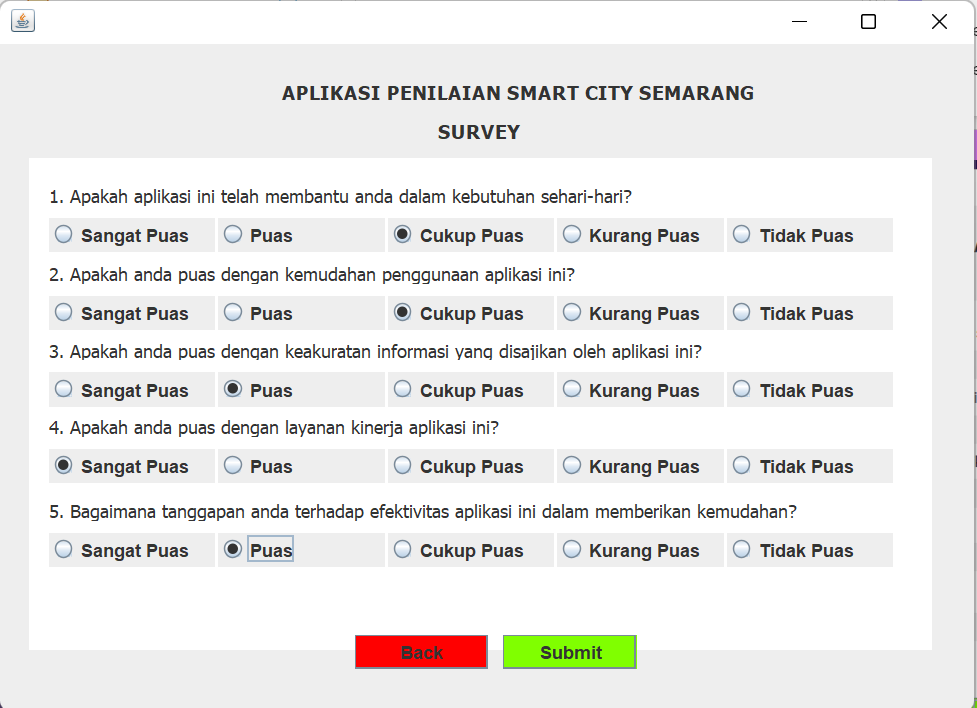 APLIKASI PENILAIAN SMART CITY SEMARANG
SURVEY
1. Apakah aplikasi ini telah membantu anda dalam kebutuhan sehari-hari?
Sangat Puas Puas Cukup Puas Kurang Puas Tidak Puas
2. Apakah anda puas dengan kemudahan penggunaan aplikasi ini?
Sangat Puas Puas Cukup Puas Kurang Puas Tidak Puas
3. Apakah anda puas dengan keakuratan informasi yang disajikan oleh aplikasi ini?
Sangat Puas Puas Cukup Puas Kurang Puas Tidak Puas
4. Apakah anda puas dengan layanan kinerja aplikasi ini?
Sangat Puas Puas Cukup Puas Kurang Puas Tidak Puas
5. Bagaimana tanggapan anda terhadap efektivitas aplikasi ini dalam memberikan kemudahan?
Sangat Puas Puas Cukup Puas Kurang Puas Tidak Puas
Back Submit